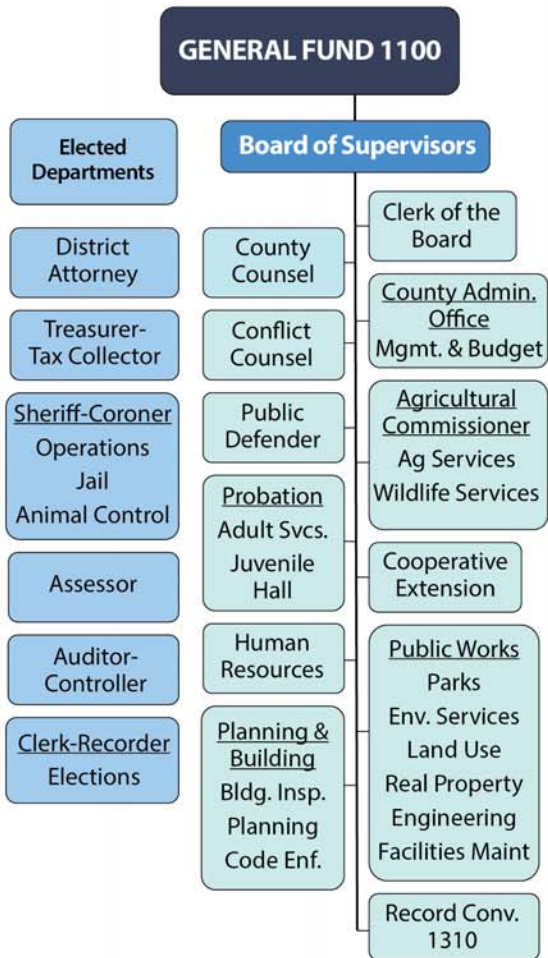 GENERAL FUND 1100
Board of Supervisors
Elected
Departments
District
Attorney
Treasurer-
Tax Collector
Sheriff-Coroner
Operations
Jail
Animal Control
Assessor
Auditor-
Controller
Clerk-Recorder
Elections
County
Counsel
Conflict
Counsel
Public
Defender
Probation
Adult Svcs.
Juvenile
Hall
Human
Resources
Planning &
Building
Bldg. Insp.
Planning
Code Enf.
Clerk of the
Board
County Admin.
Office
Mgmt. & Budget
Agricultural
Commissioner
Ag Services
Wildlife Services
Cooperative
Extension
Public Works
Parks
Env. Services
Land Use
Real Property
Engineering
Facilities Maint
Record Conv.
1310